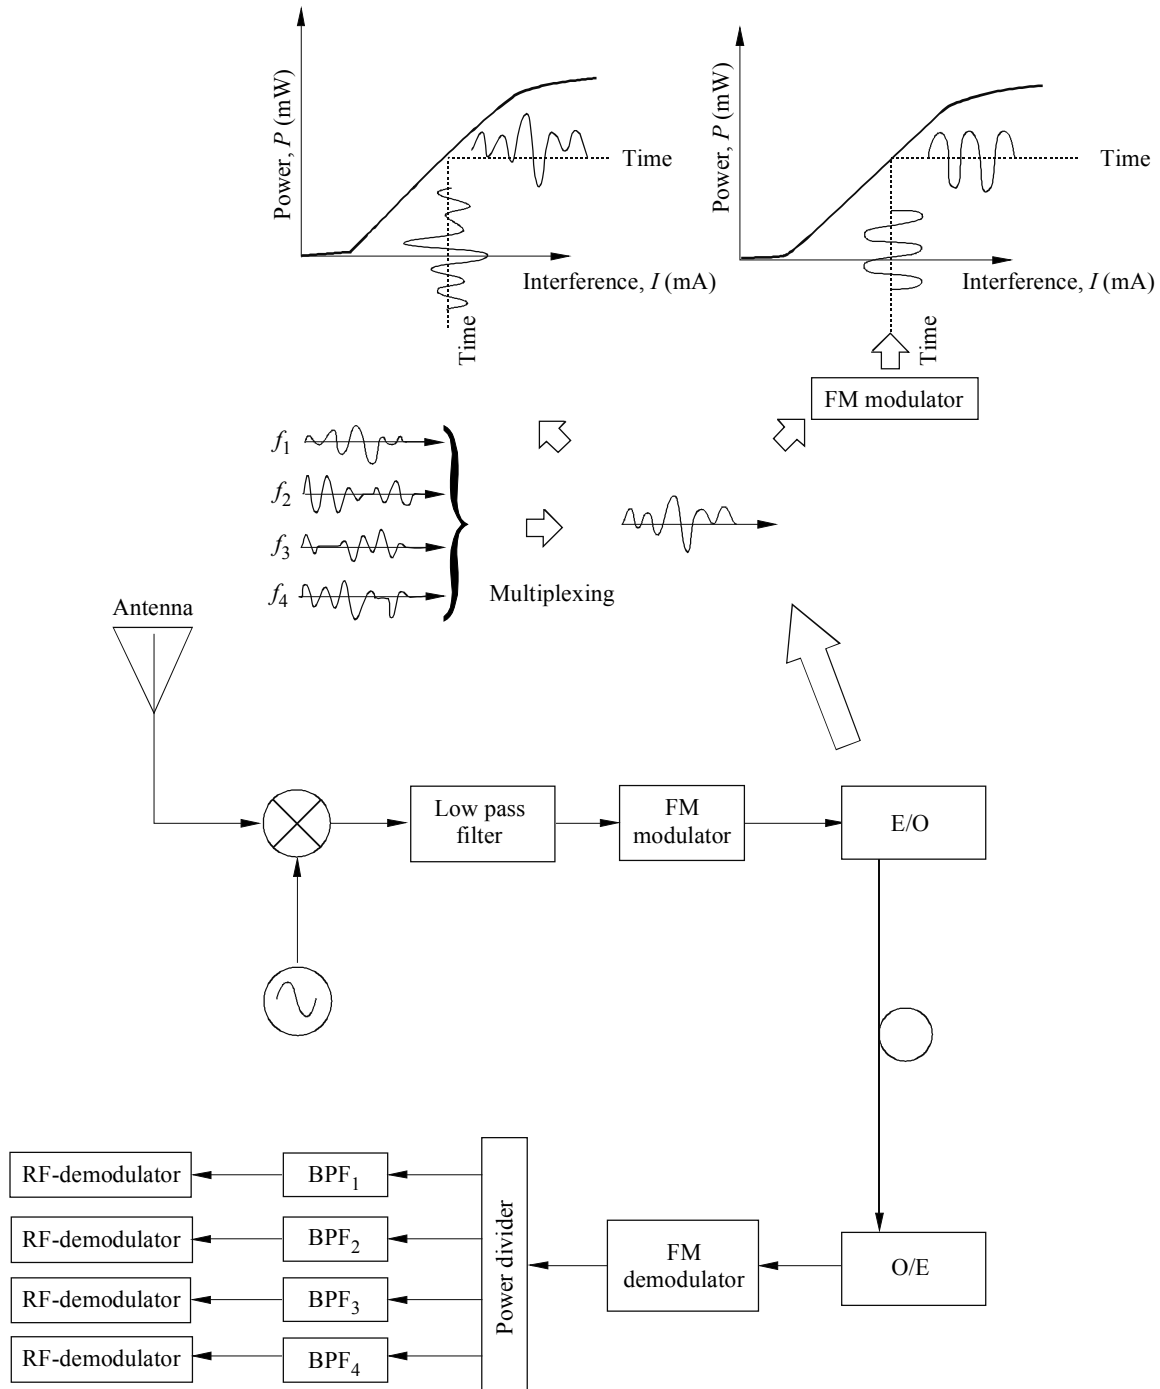 Power, P (mW)
Time
Interference, I (mA)
Time
Power, P (mW)
Time
Interference, I (mA)
Time
FM modulator
f1
f2
f3
f4
Multiplexing
Antenna
Low pass
filter
FM
modulator
E/O
RF-demodulator
BPF1
RF-demodulator
BPF2
RF-demodulator
BPF3
RF-demodulator
BPF4
Power divider
FM
demodulator
O/E